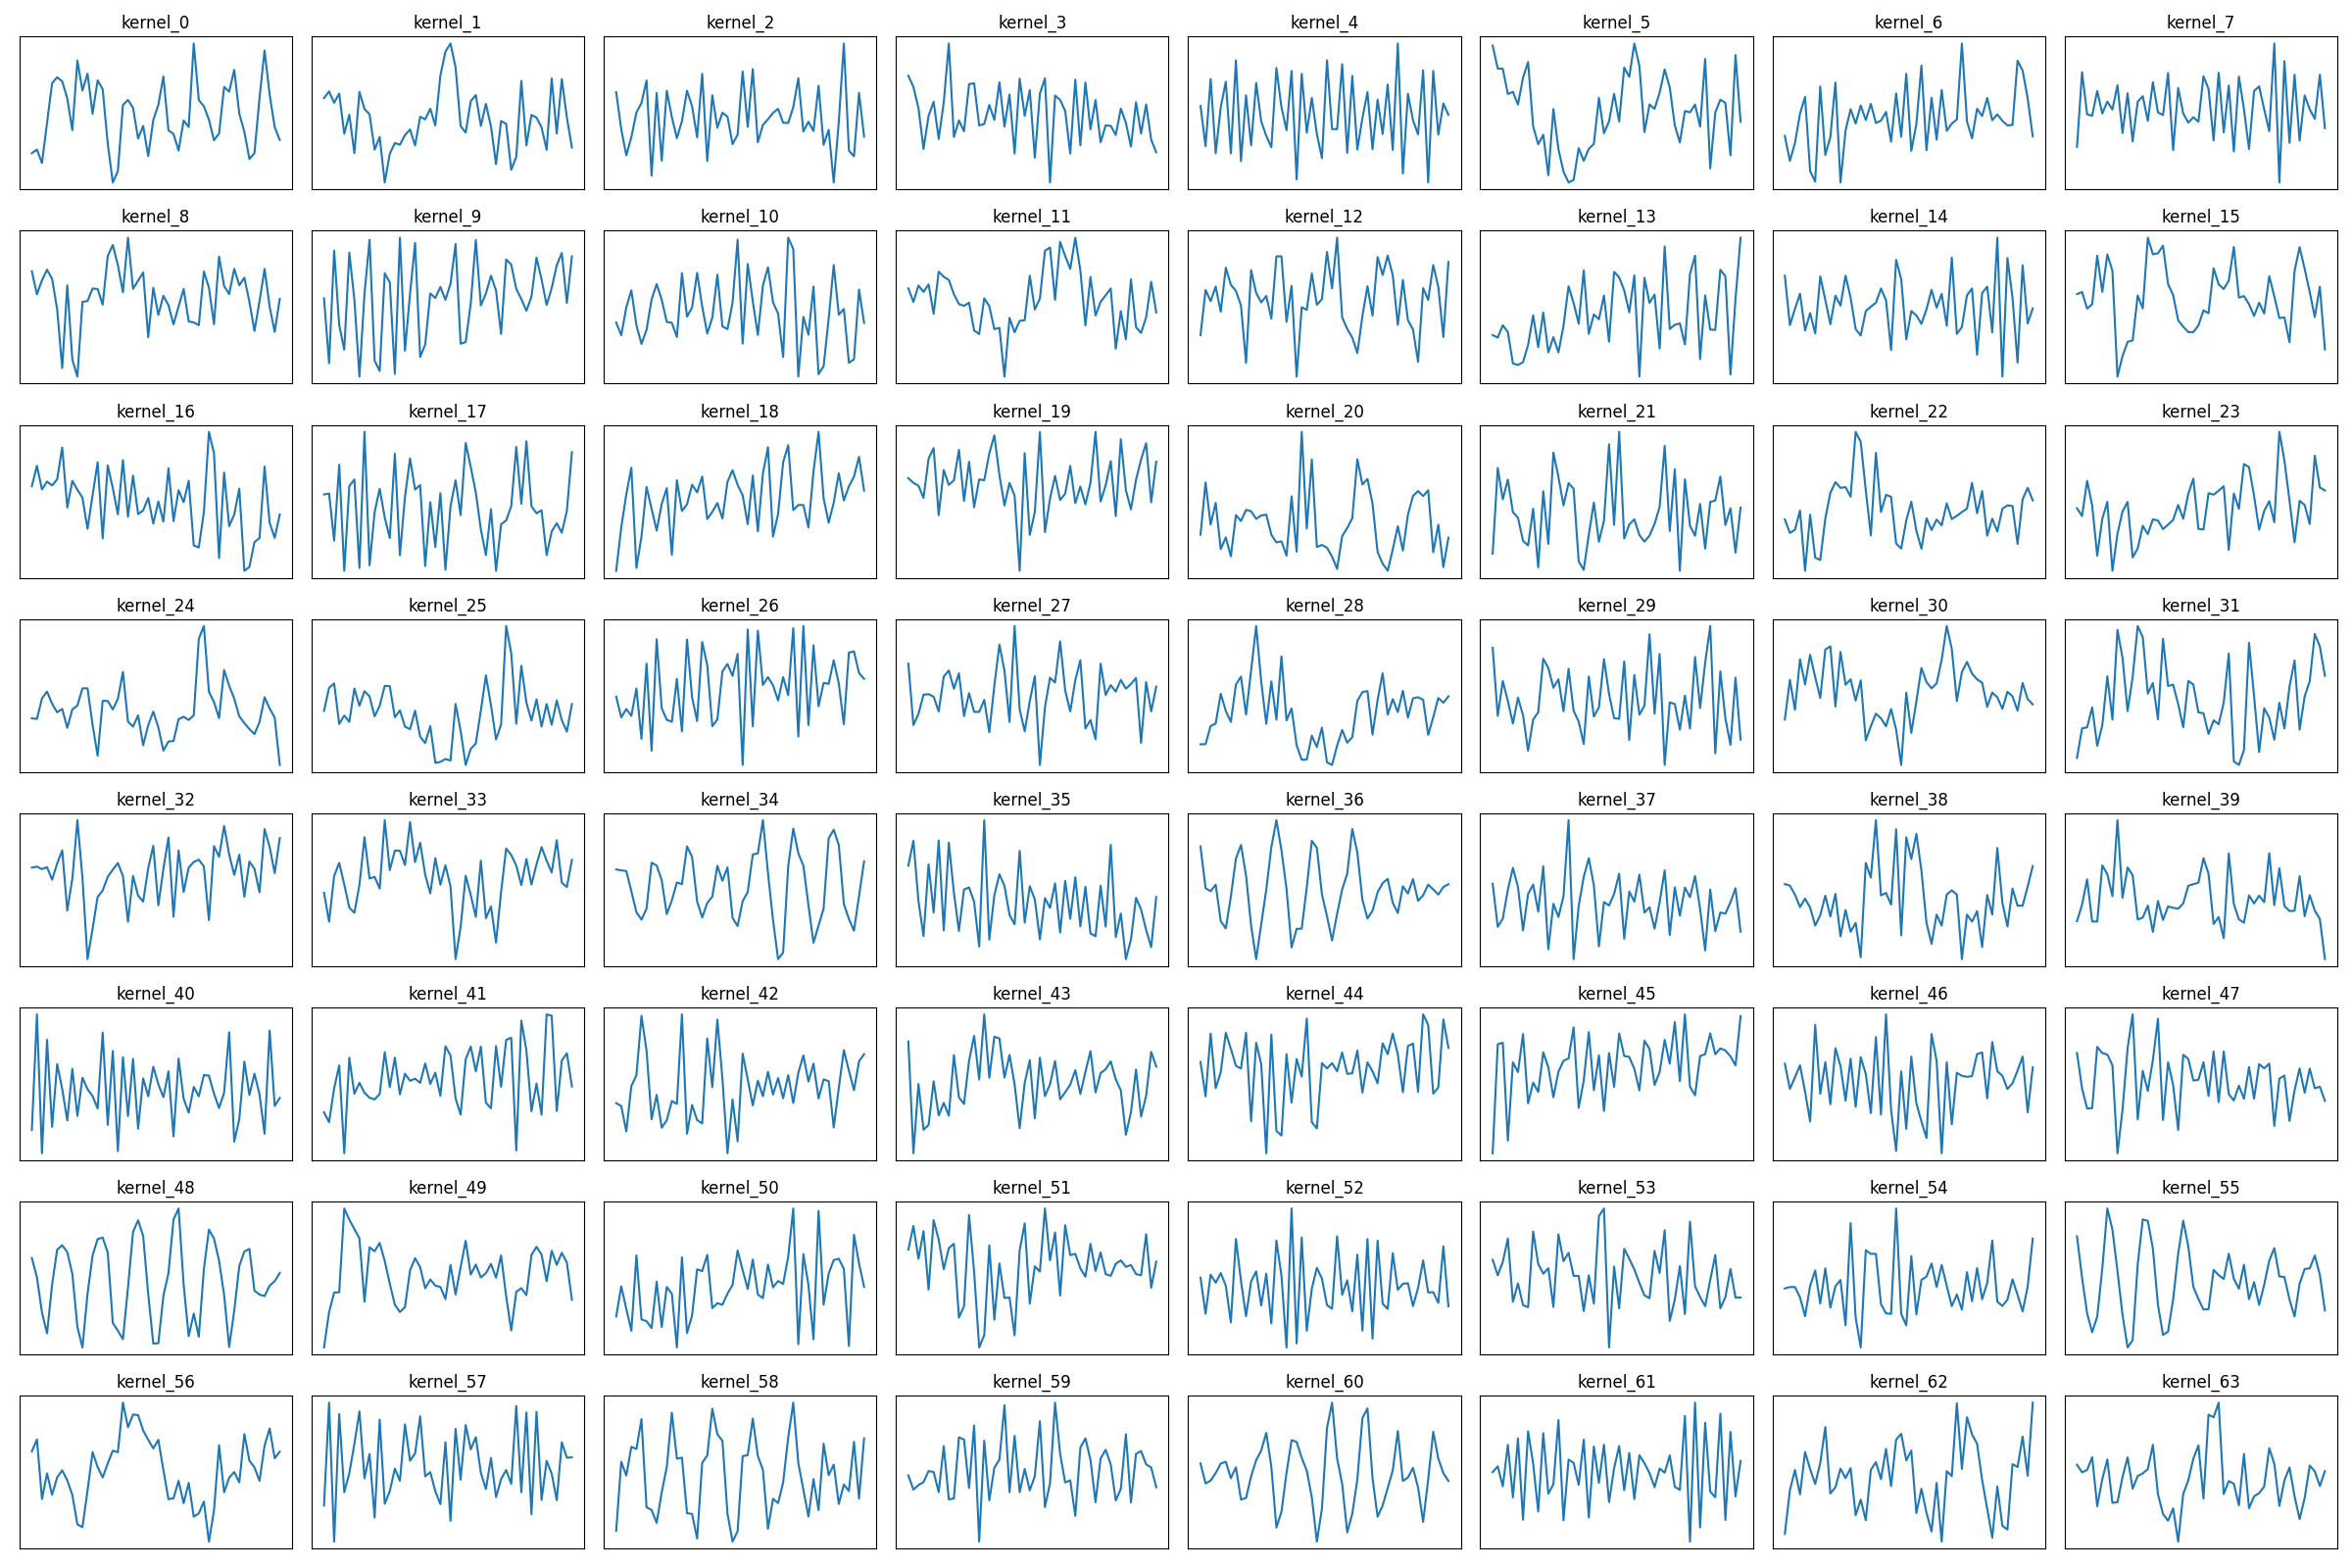 kernel_0 kernel_1 kernel_2 kernel_3 kernel_4 kernel_5 kernel_6 kernel_7
kernel_8 kernel_9 kernel_10 kernel_11 kernel_12 kernel_13 kernel_14 kernel_15
kernel_16 kernel_17 kernel_18 kernel_19 kernel_20 kernel_21 kernel_22 kernel_23
kernel_24 kernel_25 kernel_26 kernel_27 kernel_28 kernel_29 kernel_30 kernel_31
kernel_32 kernel_33 kernel_34 kernel_35 kernel_36 kernel_37 kernel_38 kernel_39
kernel_40 kernel_41 kernel_42 kernel_43 kernel_44 kernel_45 kernel_46 kernel_47
kernel_48 kernel_49 kernel_50 kernel_51 kernel_52 kernel_53 kernel_54 kernel_55
kernel_56 kernel_57 kernel_58 kernel_59 kernel_60 kernel_61 kernel_62 kernel_63